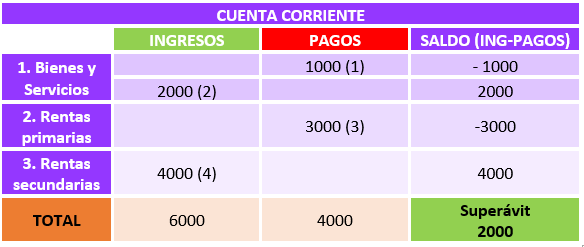 CUENTA CORRIENTE
INGRESOS PAGOS SALDO (ING-PAGOS)
1. Bienes y
Servicios
1000 (1) - 1000
2000 (2) 2000
2. Rentas
primarias
3000 (3) -3000
3. Rentas
secundarias
4000 (4) 4000
TOTAL 6000 4000 Superávit
2000